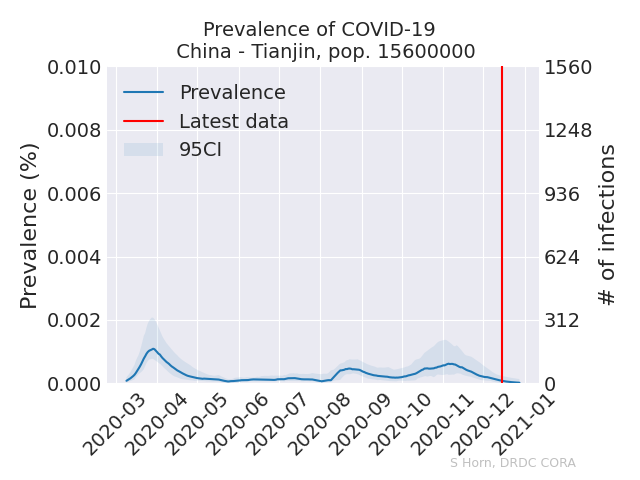 Prevalence of COVID-19
China - Tianjin, pop. 15600000
0.010
0.008
0.006
0.004
0.002
0.000
Prevalence (%)
Prevalence
Latest data
95CI
1560
1248
936
624
312
0
# of infections
2020-03
2020-04
2020-05
2020-06
2020-07
2020-08
2020-09
2020-10
2020-11
2020-12
2021-01
S Horn, DRDC CORA